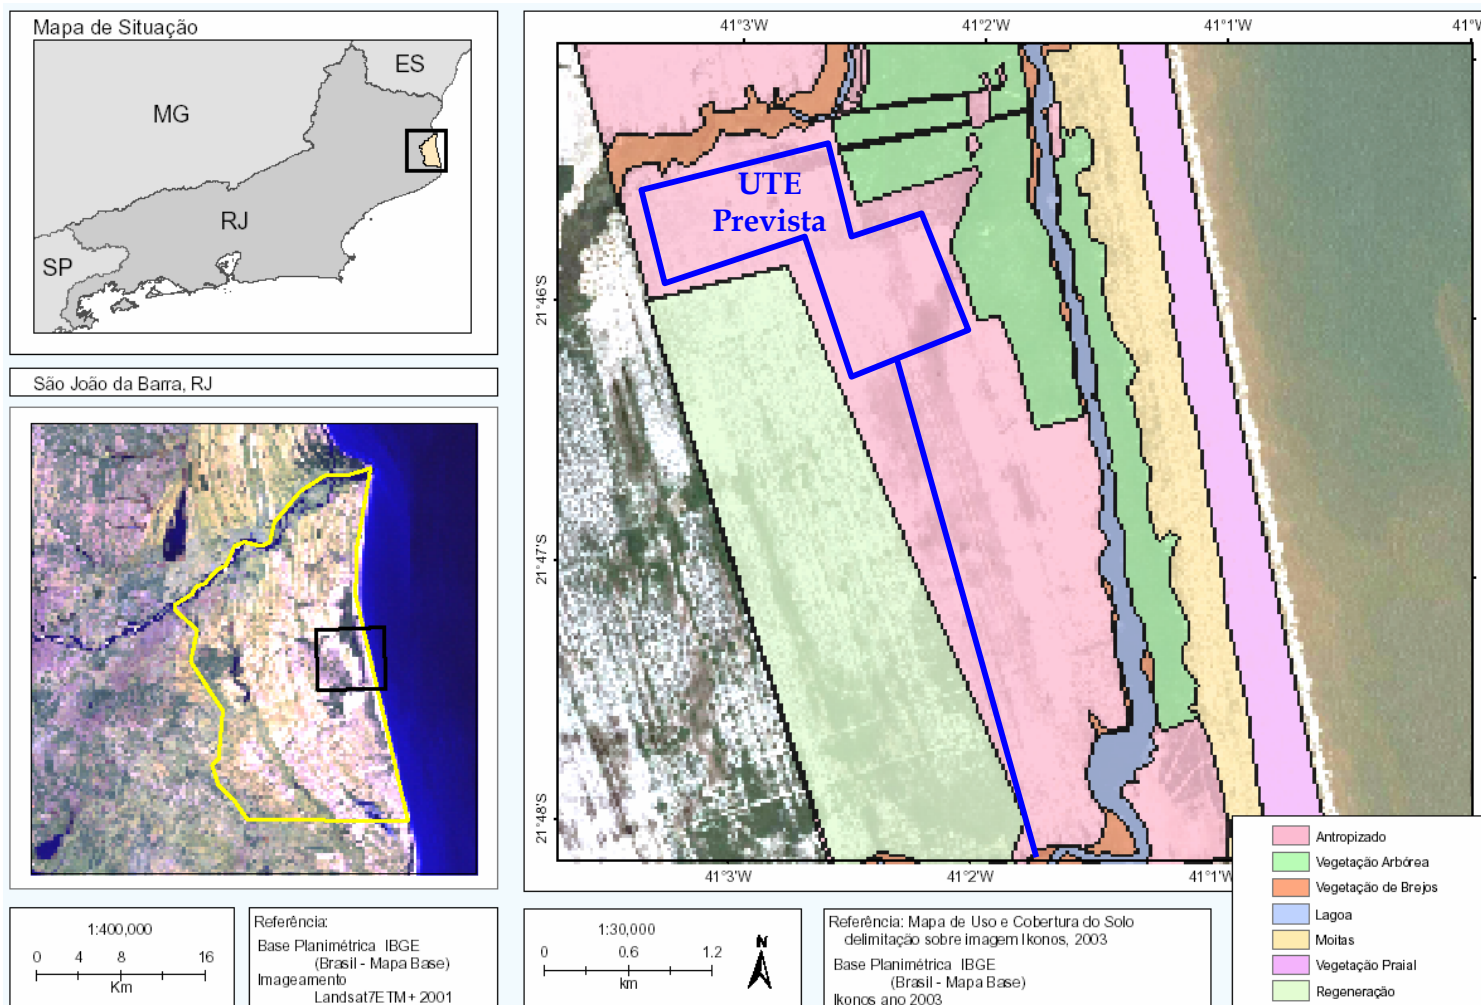 Mapa de Situação
ES
MG
RJ
SP
São João da Barra, RJ
1:400,000
0 4 8 16
Km
Referência:
Base Planimétrica IBGE
(Brasil - Mapa Base)
Imageamento
Landsat7ETM+ 2001
41°3'W 41°2'W 41°1'W 41°W
UTE
Prevista
21°46'S
21°47'S
21°48'S
41°3'W 41°2'W 41°1'W
1:30,000
0 0.6 1.2
km
N
Referência: Mapa de Uso e Cobertura do Solo
delimitação sobre imagem Ikonos, 2003
Base Planimétrica IBGE
(Brasil - Mapa Base)
Ikonos ano 2003
Antropizado
Vegetação Arbórea
Vegetação de Brejos
Lagoa
Moitas
Vegetação Praial
Regeneração